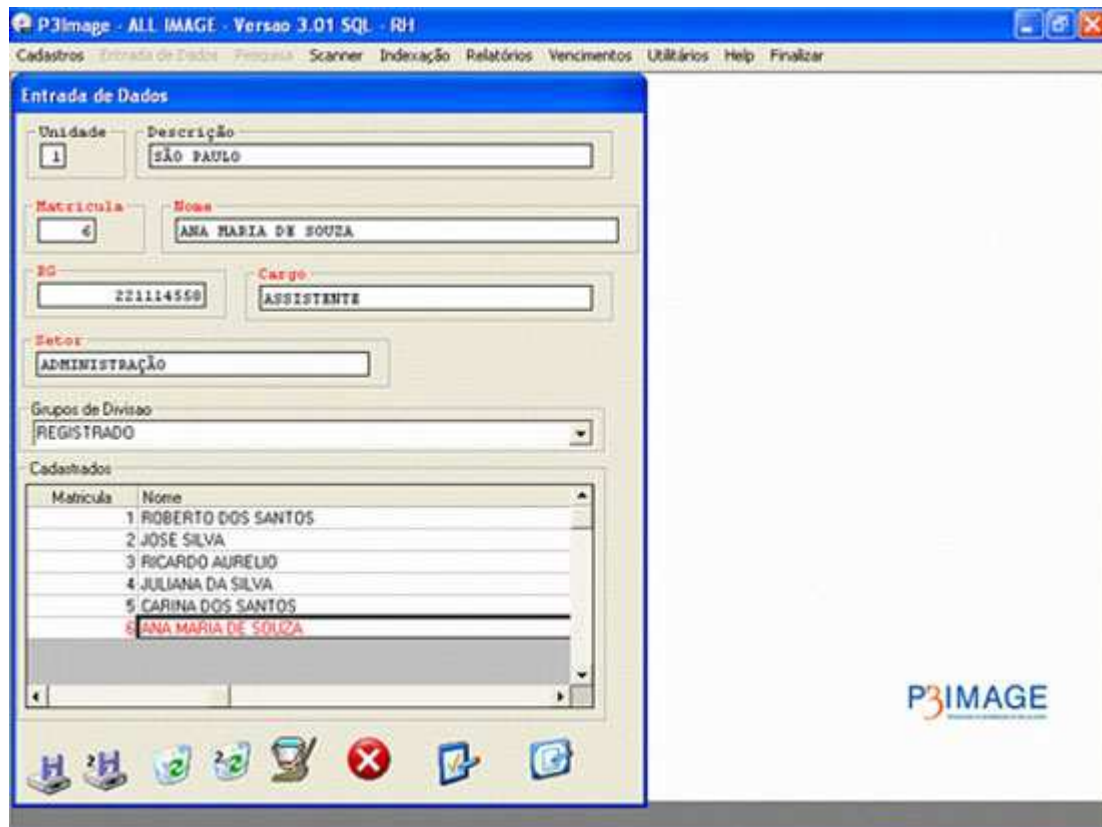 P3Image - ALL IMAGE - Versao 3.01 SQL - RH
Cadastros Entrada de Dados Pesquisa Scanner Indexação Relatórios Vencimentos Utilitários Help Finalizar
Entrada de Dados
Unidade Descrição
1 SÃO PAULO
Matricula Nome
6 ANA MARIA DE SOUZA
RG Cargo
221114558 ASSISTENTE
Setor
ADMINISTRAÇÃO
Grupos de Divisao
REGISTRADO
Cadastrados
Matricula Nome
1 ROBERTO DOS SANTOS
2 JOSE SILVA
3 RICARDO AURELIO
4 JULIANA DA SILVA
5 CARINA DOS SANTOS
6 ANA MARIA DE SOUZA
P3IMAGE
2 2